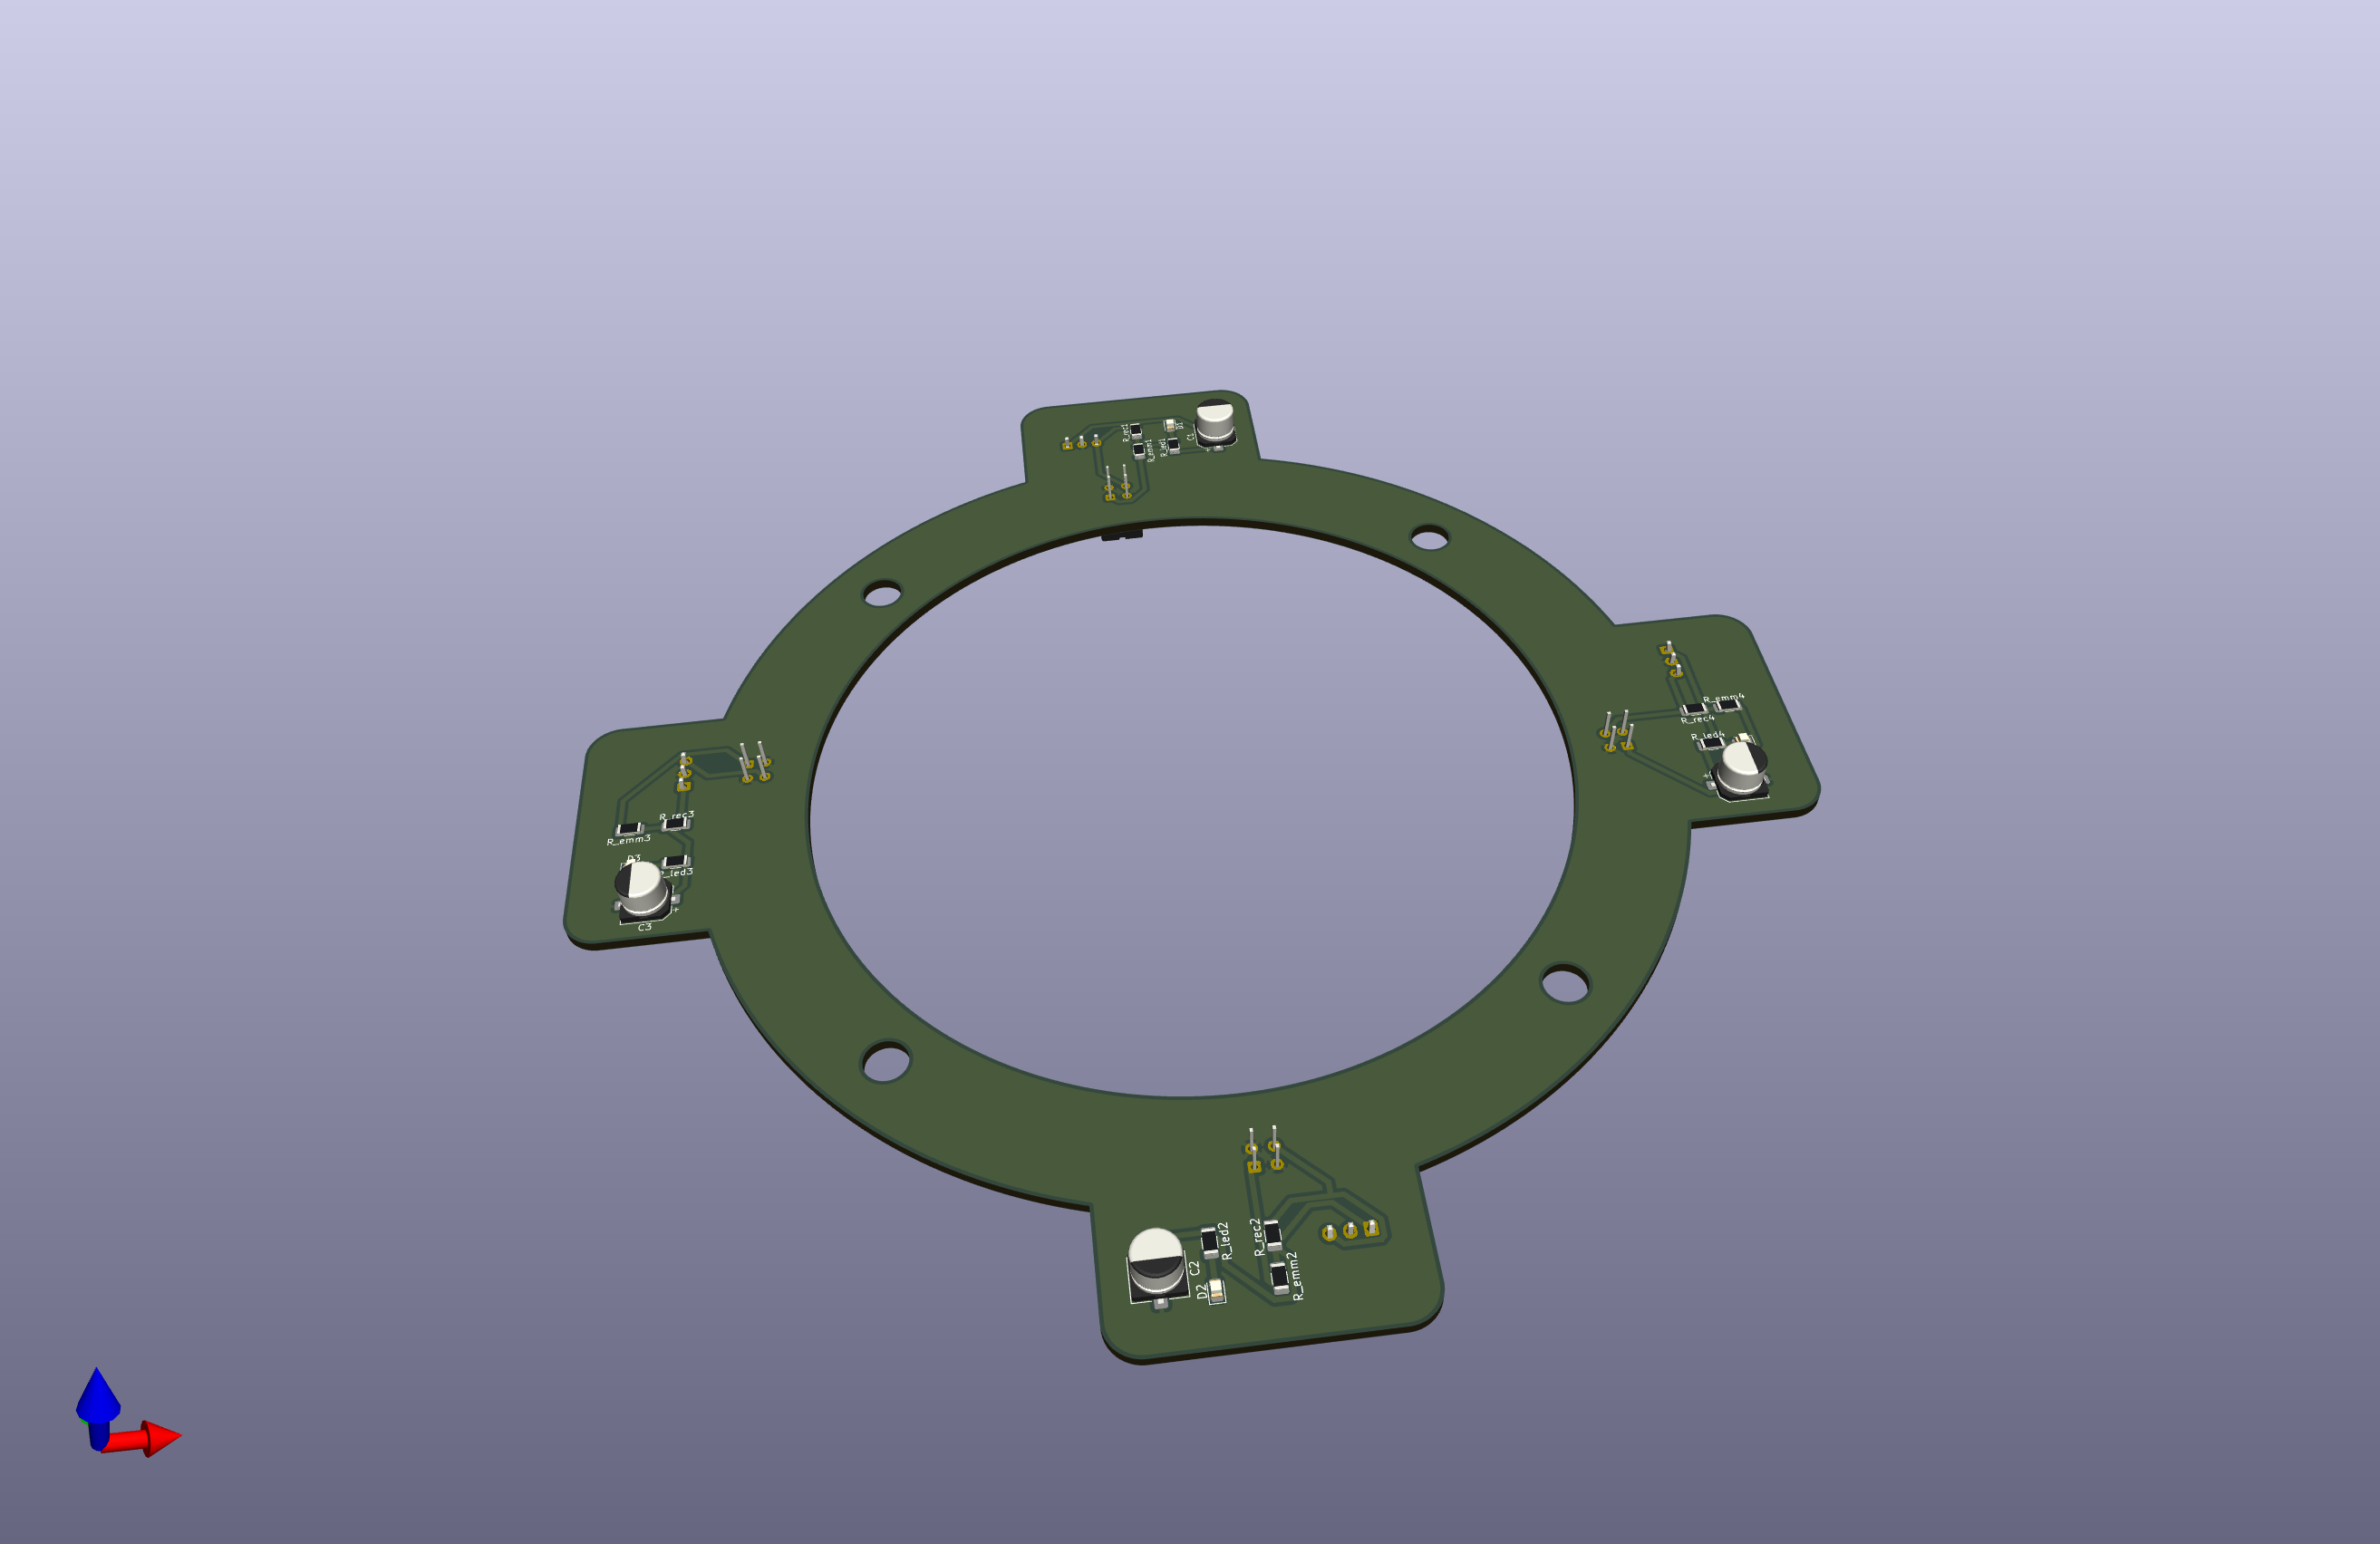 R_rec1
D1
R_emm1
R_led1
C1
+
R_emm4
R_rec4
R_led4
+
R_rec3
R_emm3
D3
R_led3
+
C3
R_led2
R_rec2
C2
R_emm2
D2